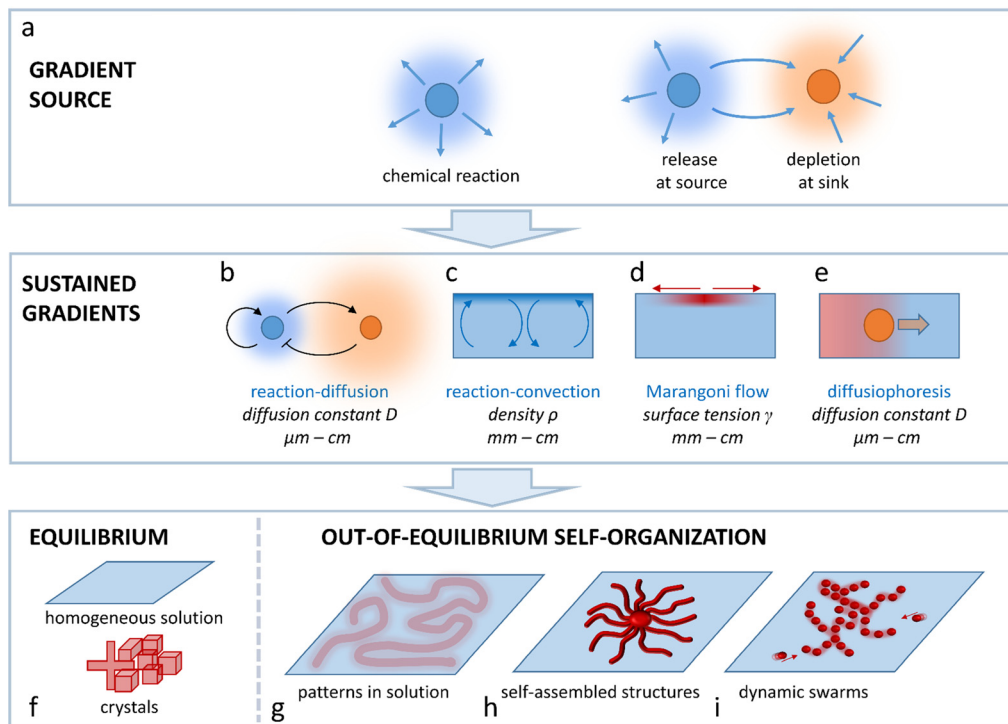 a
GRADIENT
SOURCE
chemical reaction
release
at source
depletion
at sink
SUSTAINED
GRADIENTS
b
reaction-diffusion
diffusion constant D
μm – cm
c
reaction-convection
density ρ
mm – cm
d
Marangoni flow
surface tension γ
mm – cm
e
diffusiophoresis
diffusion constant D
μm – cm
EQUILIBRIUM
homogeneous solution
crystals
f
OUT-OF-EQUILIBRIUM SELF-ORGANIZATION
patterns in solution
g
self-assembled structures
h
dynamic swarms
i